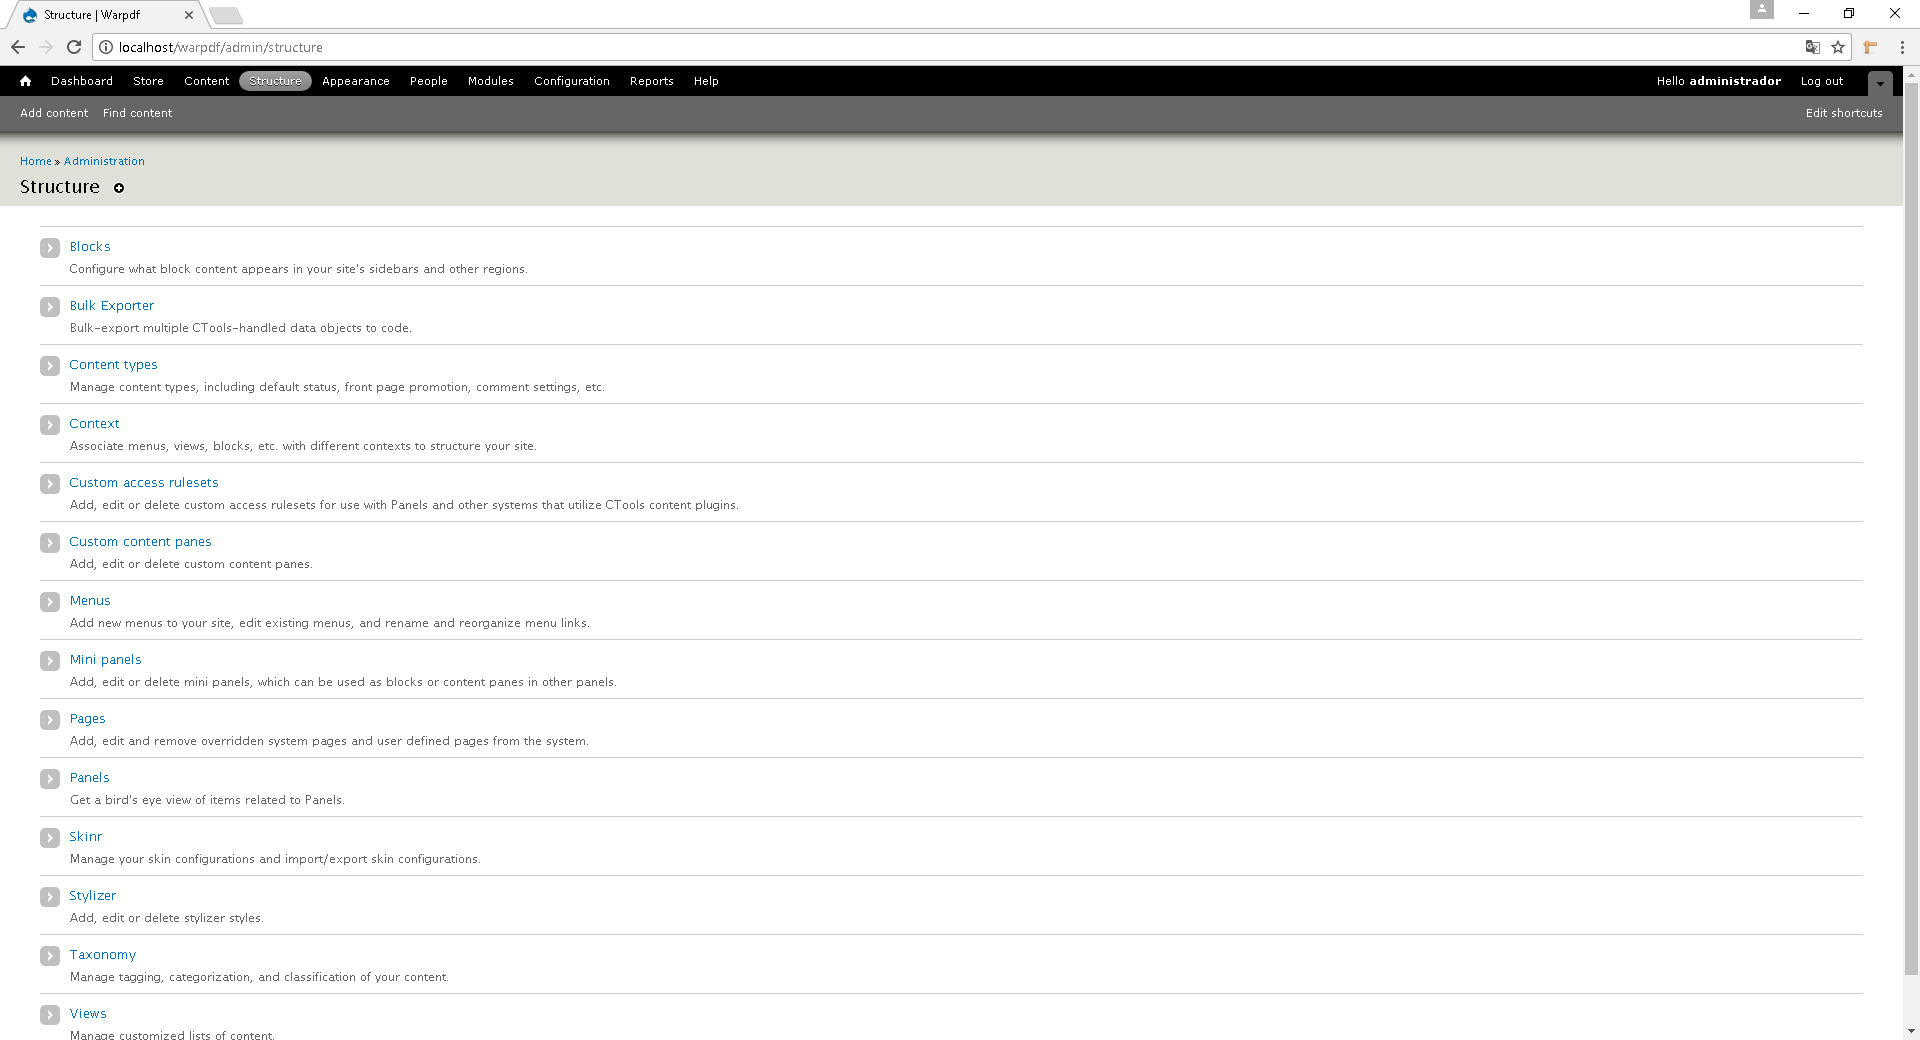 Structure | Warpdf
localhost/warpdf/admin/structure
Dashboard Store Content Structure Appearance People Modules Configuration Reports Help Hello administrador Log out
Add content Find content Edit shortcuts
Home » Administration
Structure
Blocks
Configure what block content appears in your site's sidebars and other regions.
Bulk Exporter
Bulk-export multiple CTools-handled data objects to code.
Content types
Manage content types, including default status, front page promotion, comment settings, etc.
Context
Associate menus, views, blocks, etc. with different contexts to structure your site.
Custom access rulesets
Add, edit or delete custom access rulesets for use with Panels and other systems that utilize CTools content plugins.
Custom content panes
Add, edit or delete custom content panes.
Menus
Add new menus to your site, edit existing menus, and rename and reorganize menu links.
Mini panels
Add, edit or delete mini panels, which can be used as blocks or content panes in other panels.
Pages
Add, edit and remove overridden system pages and user defined pages from the system.
Panels
Get a bird's eye view of items related to Panels.
Skinr
Manage your skin configurations and import/export skin configurations.
Stylizer
Add, edit or delete stylizer styles.
Taxonomy
Manage tagging, categorization, and classification of your content.
Views
Manage customized lists of content.